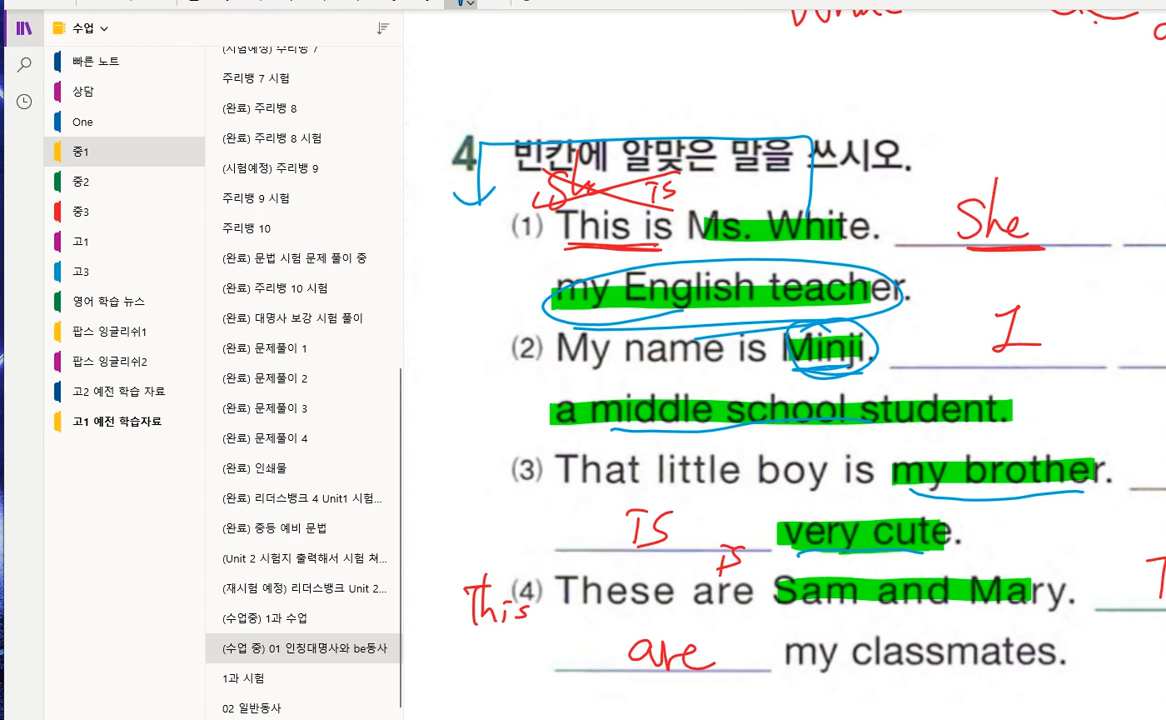 수업
빠른 노트
상담
One
중1
중2
중3
고1
고3
영어 학습 뉴스
팝스 잉글리쉬1
팝스 잉글리쉬2
고2 예전 학습 자료
고1 예전 학습자료
(시험예정) 주리뱅 7
주리뱅 7 시험
(완료) 주리뱅 8
(완료) 주리뱅 8 시험
(시험예정) 주리뱅 9
주리뱅 9 시험
주리뱅 10
(완료) 문법 시험 문제 풀이 중
(완료) 주리뱅 10 시험
(완료) 대명사 보강 시험 풀이
(완료) 문제풀이 1
(완료) 문제풀이 2
(완료) 문제풀이 3
(완료) 문제풀이 4
(완료) 인쇄물
(완료) 리더스뱅크 4 Unit1 시험...
(완료) 중등 예비 문법
(Unit 2 시험지 출력해서 시험 쳐...
(재시험 예정) 리더스뱅크 Unit 2...
(수업중) 1과 수업
(수업 중) 01 인칭대명사와 be동사
1과 시험
02 일반동사
4 빈칸에 알맞은 말을 쓰시오.
She is
(1) This is Ms. White. She
my English teacher.
(2) My name is Minji. I
a middle school student.
(3) That little boy is my brother.
is very cute.
is
This (4) These are Sam and Mary.
are my classmates.